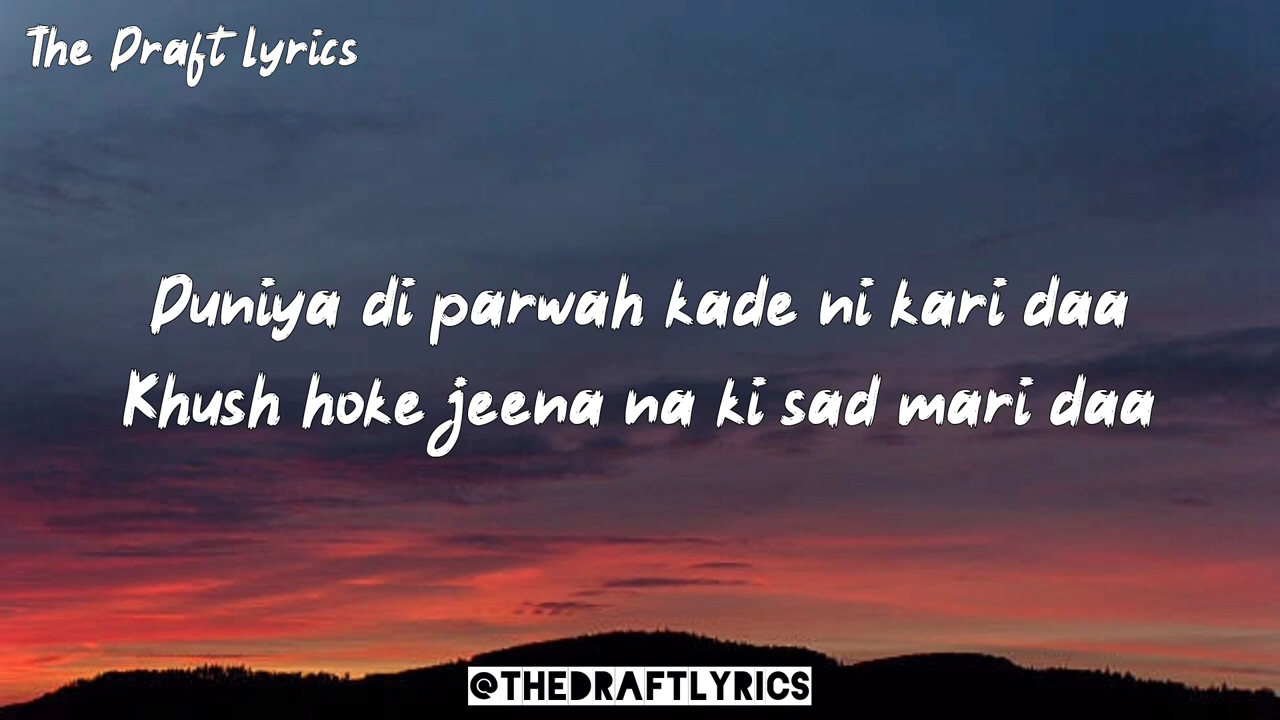 The Draft lyrics
Duniya di parwah kade ni kari daa
Khush hoke jeena na ki sad mari daa
@THEDRAFTLYRICS